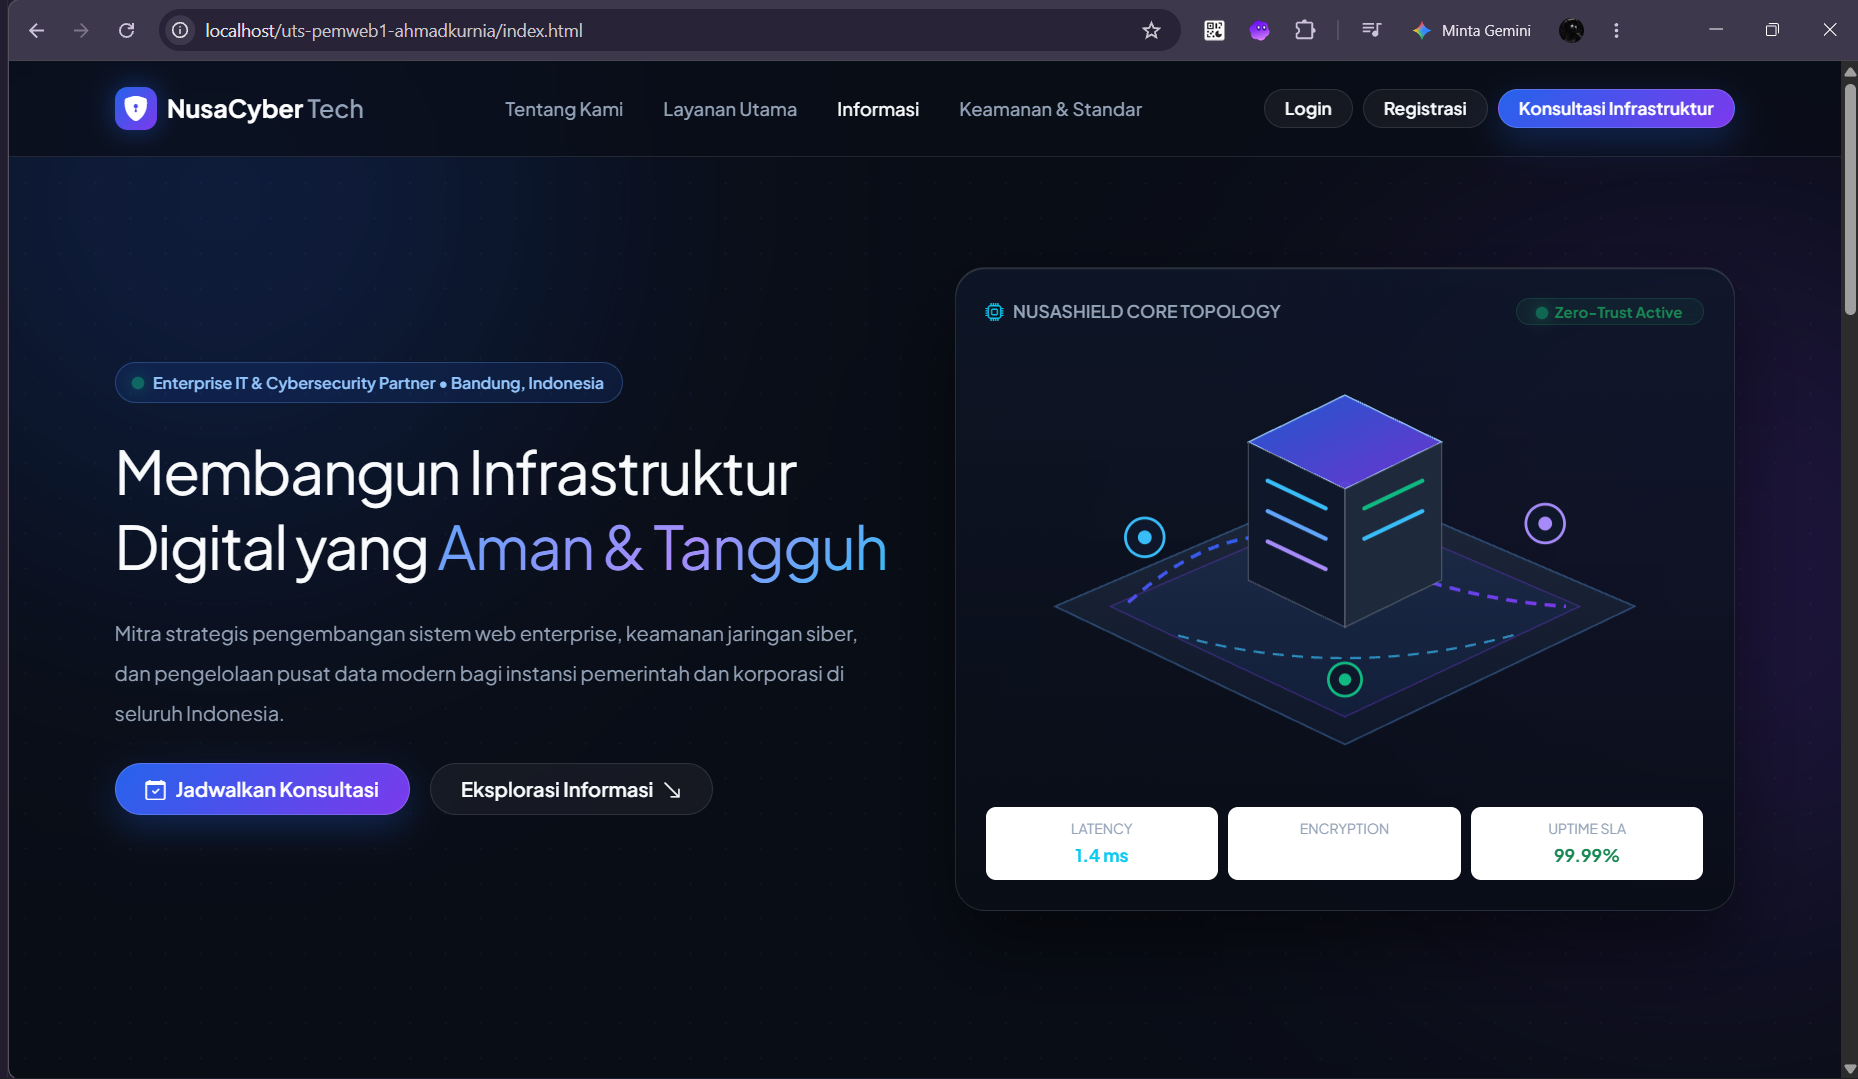 localhost/uts-pemweb1-ahmadkurnia/index.html
Minta Gemini
NusaCyber Tech
Tentang Kami
Layanan Utama
Informasi
Keamanan & Standar
Login
Registrasi
Konsultasi Infrastruktur
Enterprise IT & Cybersecurity Partner • Bandung, Indonesia
Membangun Infrastruktur
Digital yang Aman & Tangguh
Mitra strategis pengembangan sistem web enterprise, keamanan jaringan siber,
dan pengelolaan pusat data modern bagi instansi pemerintah dan korporasi di
seluruh Indonesia.
Jadwalkan Konsultasi
Eksplorasi Informasi
NUSASHIELD CORE TOPOLOGY
Zero-Trust Active
LATENCY
1.4 ms
ENCRYPTION
UPTIME SLA
99.99%